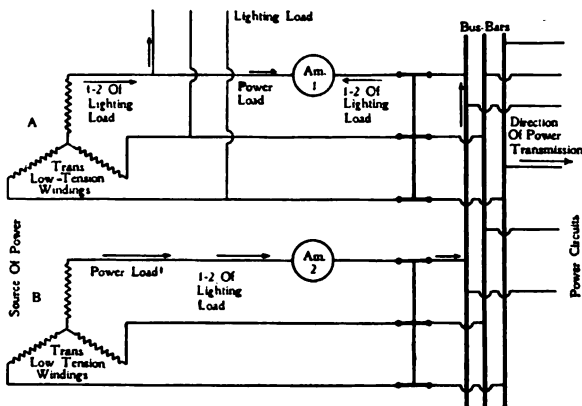 Lighting Load
Bus-Bars
1-2 Of
Lighting
Load
Power
Load
Am.
1
1-2 Of
Lighting
Load
A
Direction
Of Power
Transmission
Trans
Low-Tension
Windings
Source Of Power
Power Circuits
B
Power Load
1-2 Of
Lighting
Load
Am.
2
Trans
Low Tension
Windings